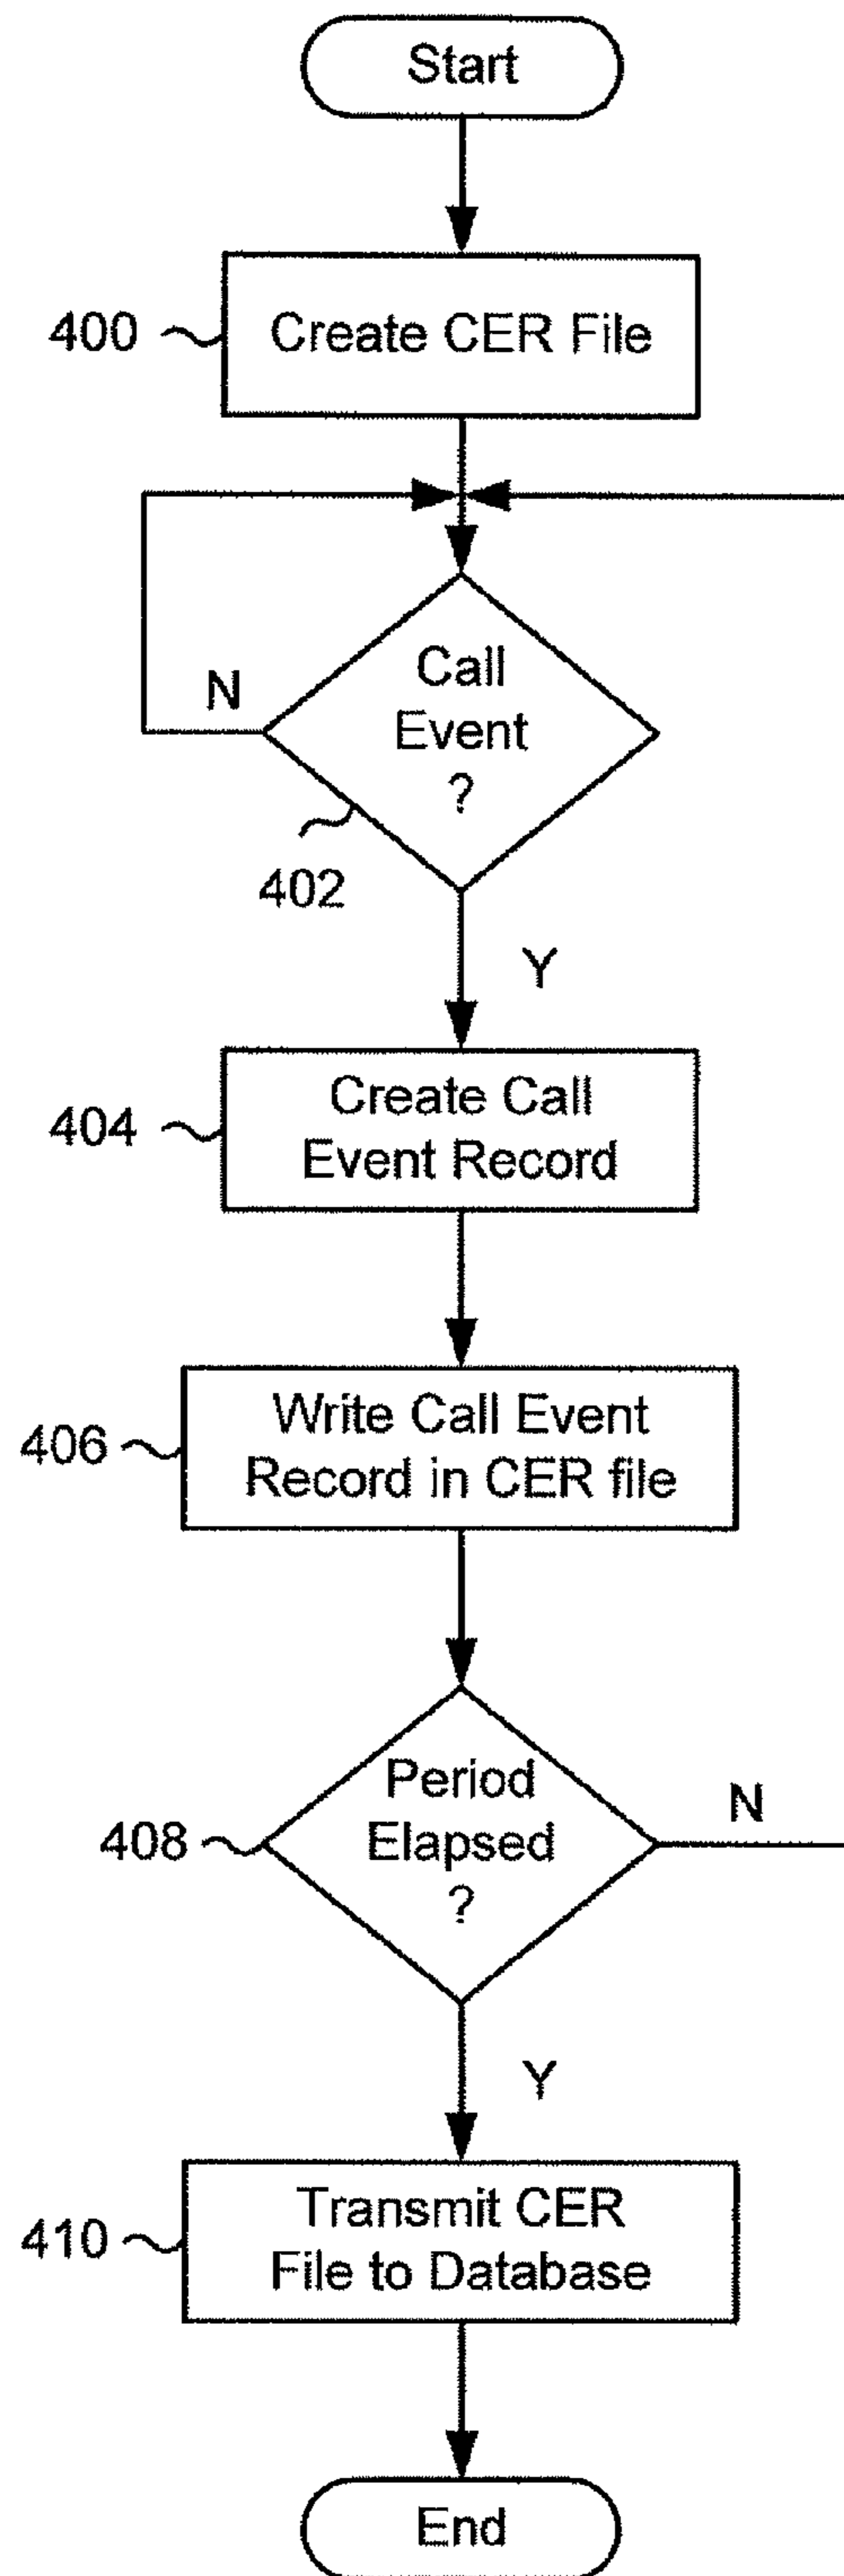 Start
400
Create CER File
Call
Event
?
N
402
Y
404
Create Call
Event Record
406
Write Call Event
Record in CER file
408
Period
Elapsed
?
N
Y
410
Transmit CER
File to Database
End